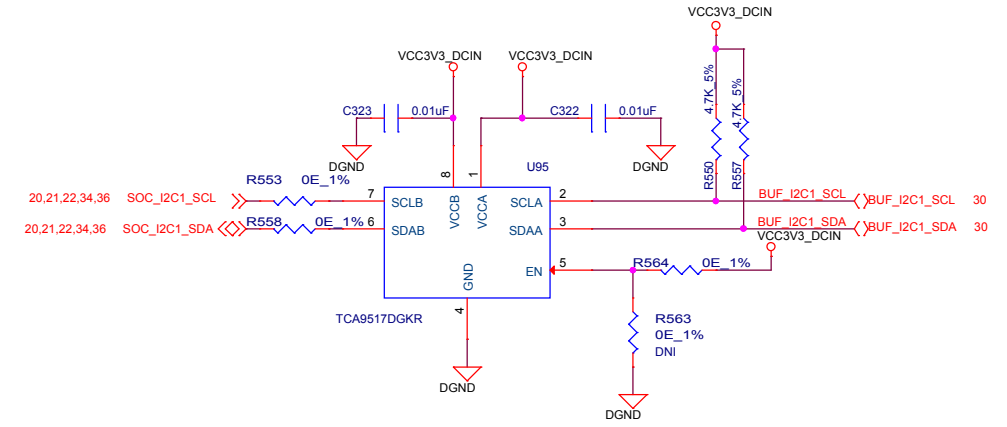 VCC3V3_DCIN
VCC3V3_DCIN VCC3V3_DCIN
4.7K_5% 4.7K_5%
C323 0.01uF C322 0.01uF
DGND DGND
R550 R557
8 1 U95
R553 0E_1%
20,21,22,34,36 SOC_I2C1_SCL 7 SCLB VCCB VCCA SCLA 2 BUF_I2C1_SCL BUF_I2C1_SCL 30
20,21,22,34,36 SOC_I2C1_SDA R558 0E_1% 6 SDAB SDAA 3 BUF_I2C1_SDA BUF_I2C1_SDA 30
VCC3V3_DCIN
GND EN 5 R564 0E_1%
4
TCA9517DGKR
R563
0E_1%
DNI
DGND
DGND